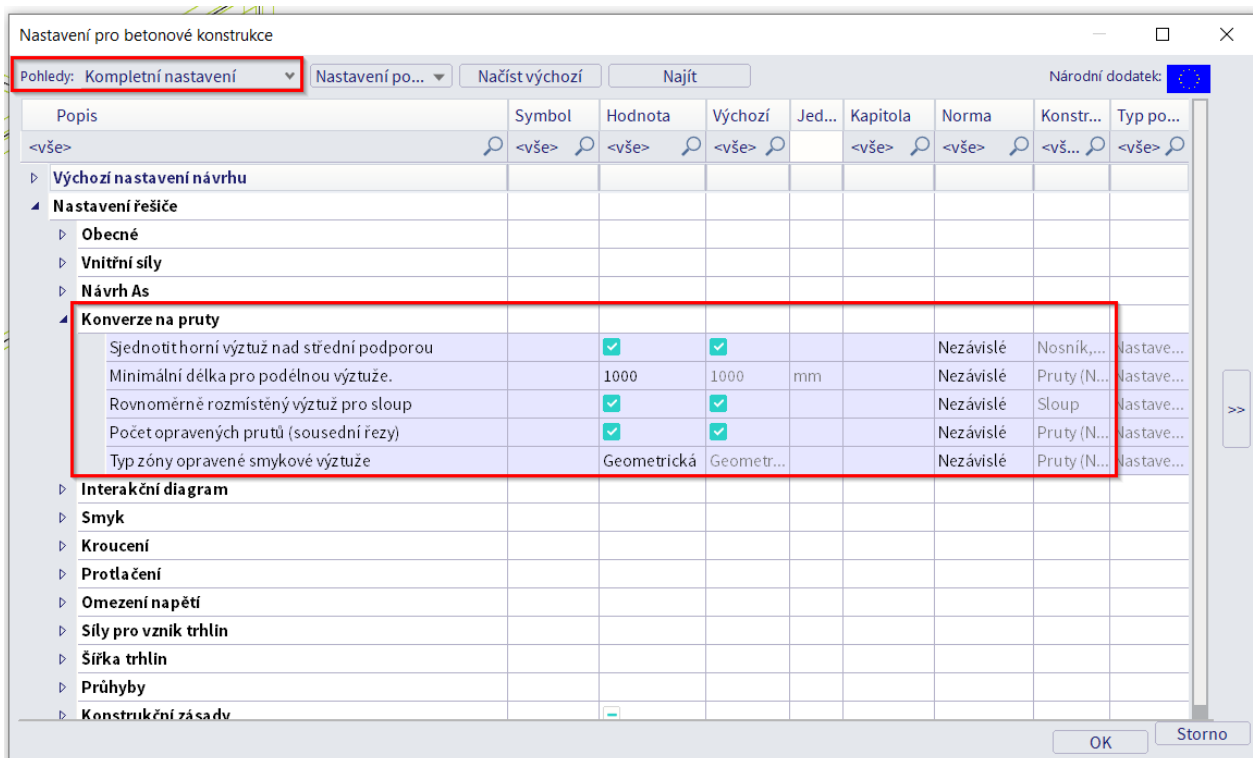 Nastavení pro betonové konstrukce
Pohledy: Kompletní nastavení Nastavení po... Načíst výchozí Najít Národní dodatek:
Popis Symbol Hodnota Výchozí Jed... Kapitola Norma Konstr... Typ po...
<vše> <vše> <vše> <vše> <vše> <vše> <vš... <vše>
Výchozí nastavení návrhu
Nastavení řešiče
Obecné
Vnitřní síly
Návrh As
Konverze na pruty
Sjednotit horní výztuž nad střední podporou Nezávislé Nosník,... Nastave...
Minimální délka pro podélnou výztuže. 1000 1000 mm Nezávislé Pruty (N... Nastave...
Rovnoměrně rozmístěný výztuž pro sloup Nezávislé Sloup Nastave...
Počet opravených prutů (sousední řezy) Nezávislé Pruty (N... Nastave...
Typ zóny opravené smykové výztuže Geometrická Geometr... Nezávislé Pruty (N... Nastave...
Interakční diagram
Smyk
Kroucení
Protlačení
Omezení napětí
Síly pro vznik trhlin
Šířka trhlin
Průhyby
Konstrukční zásady
>>
OK Storno